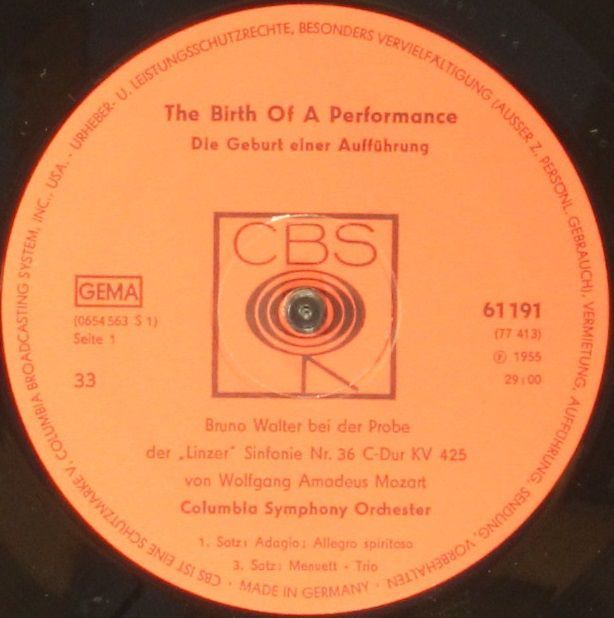 CBS IST EINE SCHUTZMARKE V. COLUMBIA BROADCASTING SYSTEM, INC., USA. · URHEBER- U. LEISTUNGSSCHUTZRECHTE, BESONDERS VERVIELFÄLTIGUNG (AUSSER Z. PERSÖNL. GEBRAUCH), VERMIETUNG, AUFFÜHRUNG, SENDUNG, VORBEHALTEN · MADE IN GERMANY ·
The Birth Of A Performance
Die Geburt einer Aufführung
CBS
GEMA
(0654 563 S 1)
Seite 1
33
61 191
(77 413)
Ⓟ 1955
29:00
Bruno Walter bei der Probe
der „Linzer" Sinfonie Nr. 36 C-Dur KV 425
von Wolfgang Amadeus Mozart
Columbia Symphony Orchester
1. Satz: Adagio; Allegro spiritoso
3. Satz: Menuett - Trio